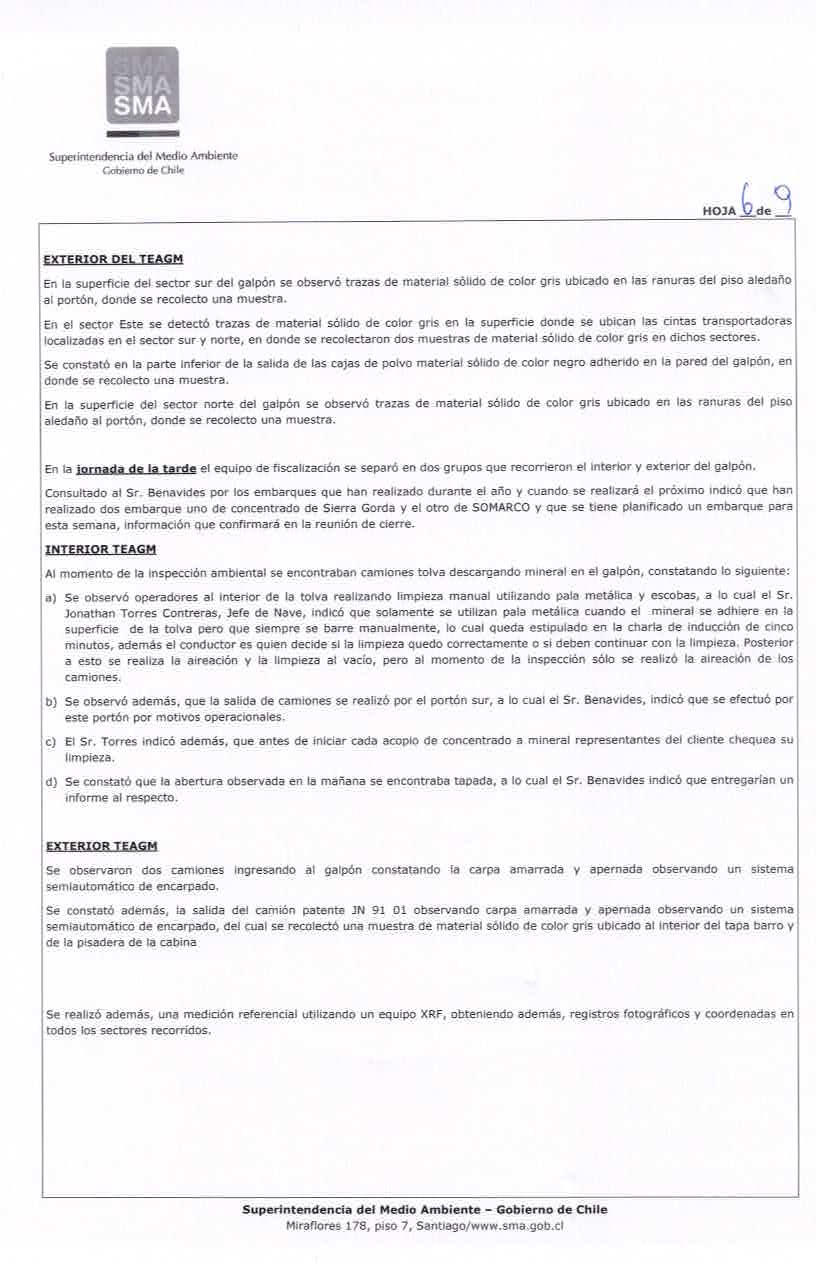 SMA
SMA
SMA
Superintendencia del Medio Ambiente
Gobierno de Chile
HOJA 6 de 9
EXTERIOR DEL TEAGM
En la superficie del sector sur del galpón se observó trazas de material sólido de color gris ubicado en las ranuras del piso aledaño
al portón, donde se recolecto una muestra.
En el sector Este se detectó trazas de material sólido de color gris en la superficie donde se ubican las cintas transportadoras
localizadas en el sector sur y norte, en donde se recolectaron dos muestras de material sólido de color gris en dichos sectores.
Se constató en la parte inferior de la salida de las cajas de polvo material sólido de color negro adherido en la pared del galpón, en
donde se recolecto una muestra.
En la superficie del sector norte del galpón se observó trazas de material sólido de color gris ubicado en las ranuras del piso
aledaño al portón, donde se recolecto una muestra.
En la jornada de la tarde el equipo de fiscalización se separó en dos grupos que recorrieron el interior y exterior del galpón.
Consultado al Sr. Benavides por los embarques que han realizado durante el año y cuando se realizará el próximo indicó que han
realizado dos embarque uno de concentrado de Sierra Gorda y el otro de SOMARCO y que se tiene planificado un embarque para
esta semana, información que confirmará en la reunión de cierre.
INTERIOR TEAGM
Al momento de la inspección ambiental se encontraban camiones tolva descargando mineral en el galpón, constatando lo siguiente:
a) Se observó operadores al interior de la tolva realizando limpieza manual utilizando pala metálica y escobas, a lo cual el Sr.
Jonathan Torres Contreras, Jefe de Nave, indicó que solamente se utilizan pala metálica cuando el mineral se adhiere en la
superficie de la tolva pero que siempre se barre manualmente, lo cual queda estipulado en la charla de inducción de cinco
minutos, además el conductor es quien decide si la limpieza quedo correctamente o si deben continuar con la limpieza. Posterior
a esto se realiza la aireación y la limpieza al vacío, pero al momento de la inspección sólo se realizó la aireación de los
camiones.
b) Se observó además, que la salida de camiones se realizó por el portón sur, a lo cual el Sr. Benavides, indicó que se efectuó por
este portón por motivos operacionales.
c) El Sr. Torres indicó además, que antes de iniciar cada acopio de concentrado a mineral representantes del cliente chequea su
limpieza.
d) Se constató que la abertura observada en la mañana se encontraba tapada, a lo cual el Sr. Benavides indicó que entregarían un
informe al respecto.
EXTERIOR TEAGM
Se observaron dos camiones ingresando al galpón constatando la carpa amarrada y apernada observando un sistema
semiautomático de encarpado.
Se constató además, la salida del camión patente JN 91 01 observando carpa amarrada y apernada observando un sistema
semiautomático de encarpado, del cual se recolectó una muestra de material sólido de color gris ubicado al interior del tapa barro y
de la pisadera de la cabina
Se realizó además, una medición referencial utilizando un equipo XRF, obteniendo además, registros fotográficos y coordenadas en
todos los sectores recorridos.
Superintendencia del Medio Ambiente – Gobierno de Chile
Miraflores 178, piso 7, Santiago/www.sma.gob.cl